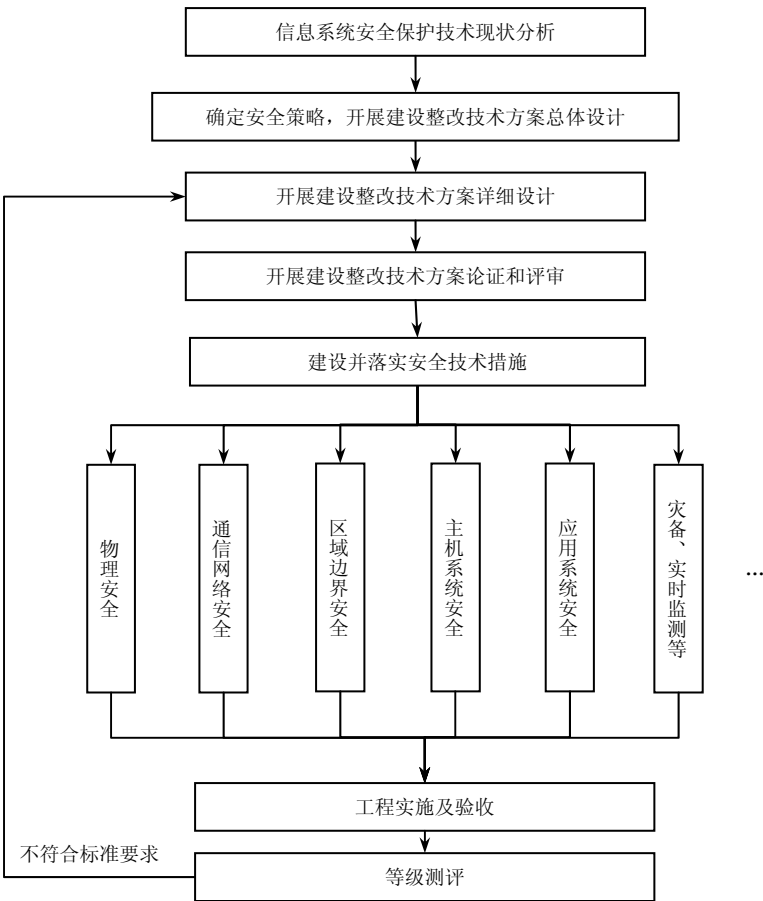 信息系统安全保护技术现状分析
确定安全策略，开展建设整改技术方案总体设计
开展建设整改技术方案详细设计
开展建设整改技术方案论证和评审
建设并落实安全技术措施
物理安全
通信网络安全
区域边界安全
主机系统安全
应用系统安全
灾备、实时监测等
...
工程实施及验收
不符合标准要求
等级测评